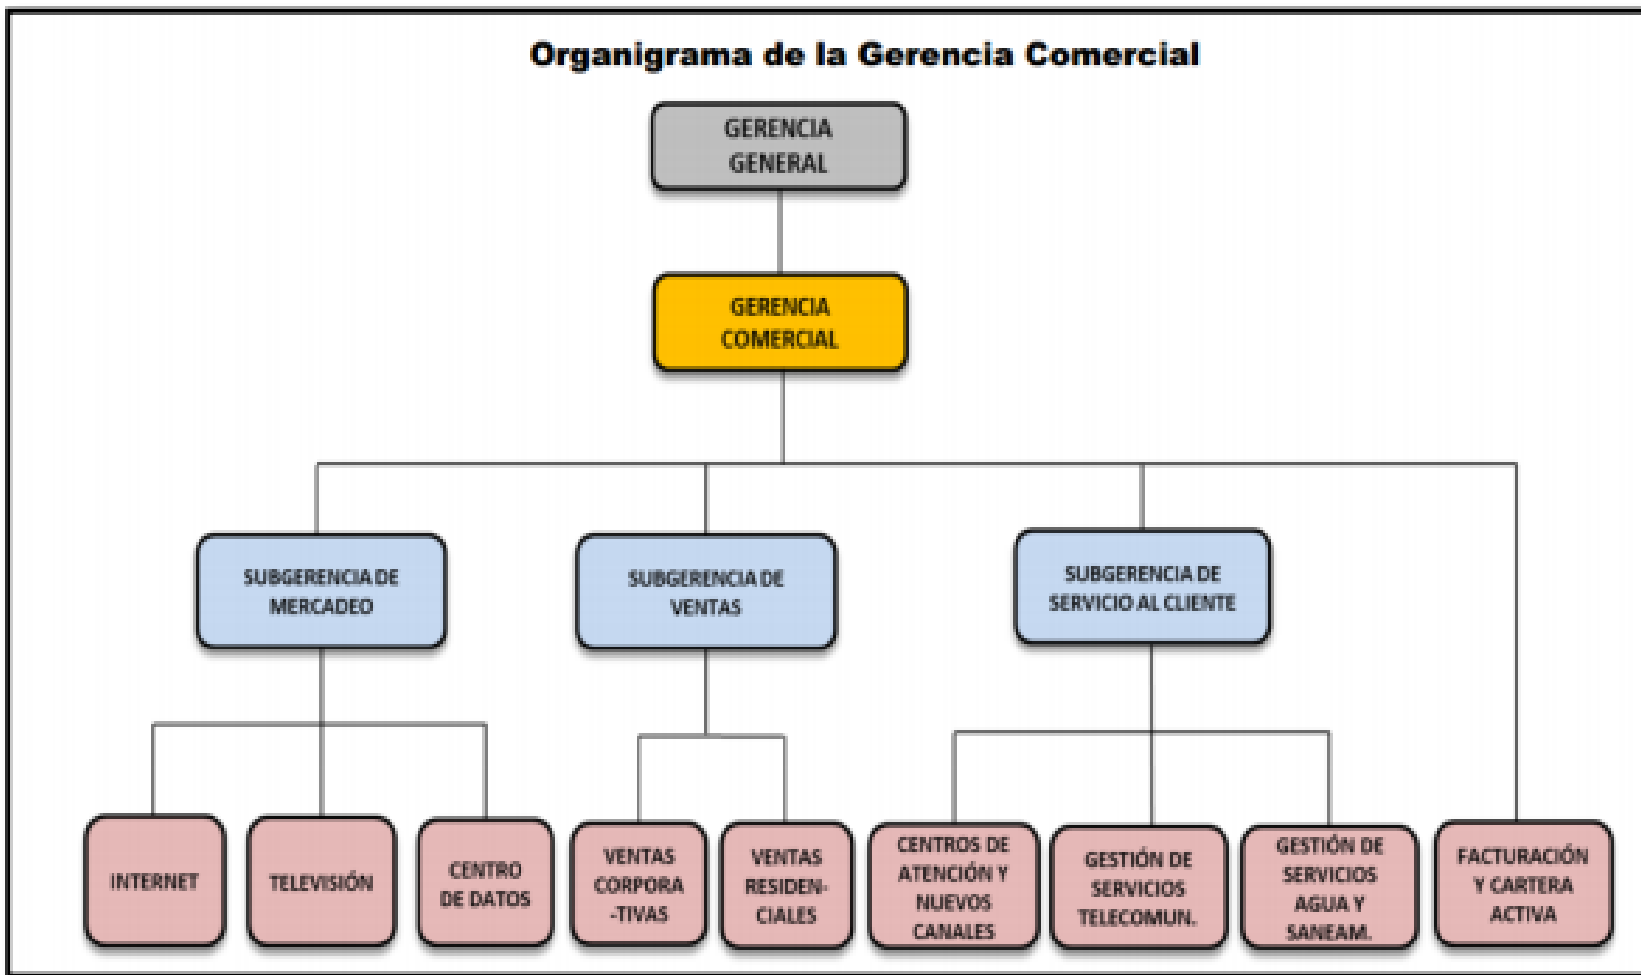 Organigrama de la Gerencia Comercial
GERENCIA
GENERAL
GERENCIA
COMERCIAL
SUBGERENCIA DE
MERCADEO
SUBGERENCIA DE
VENTAS
SUBGERENCIA DE
SERVICIO AL CLIENTE
INTERNET
TELEVISIÓN
CENTRO
DE DATOS
VENTAS
CORPORA
-TIVAS
VENTAS
RESIDEN-
CIALES
CENTROS DE
ATENCIÓN Y
NUEVOS
CANALES
GESTIÓN DE
SERVICIOS
TELECOMUN.
GESTIÓN DE
SERVICIOS
AGUA Y
SANEAM.
FACTURACIÓN
Y CARTERA
ACTIVA